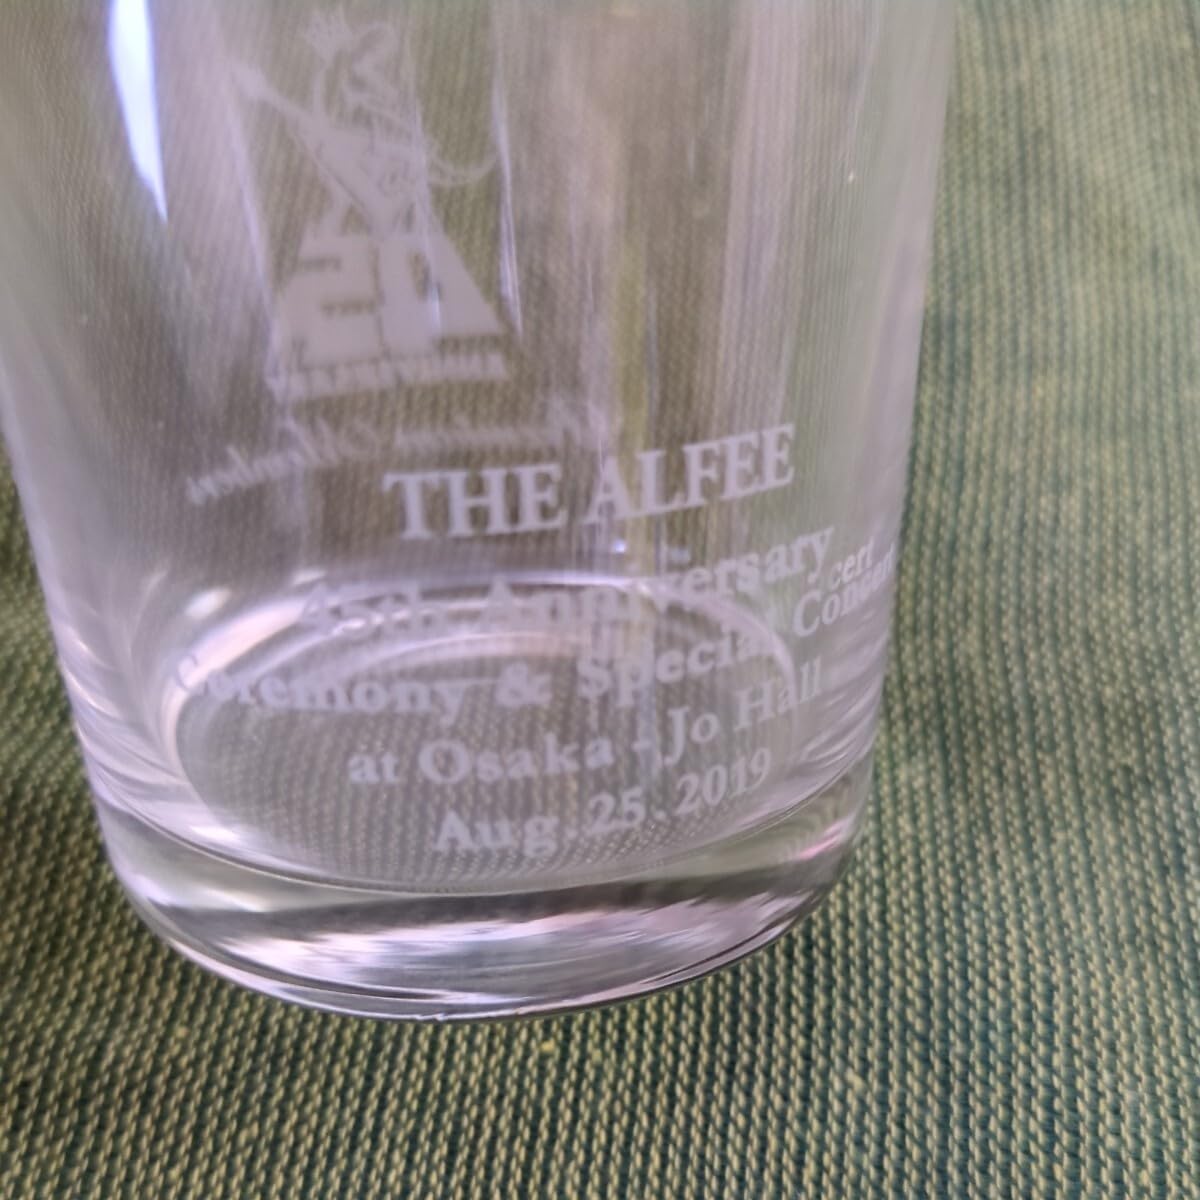 THE ALFEE
45th Anniversary
Ceremony & Special Concert
at Osaka - Jo Hall
Aug. 25. 2019